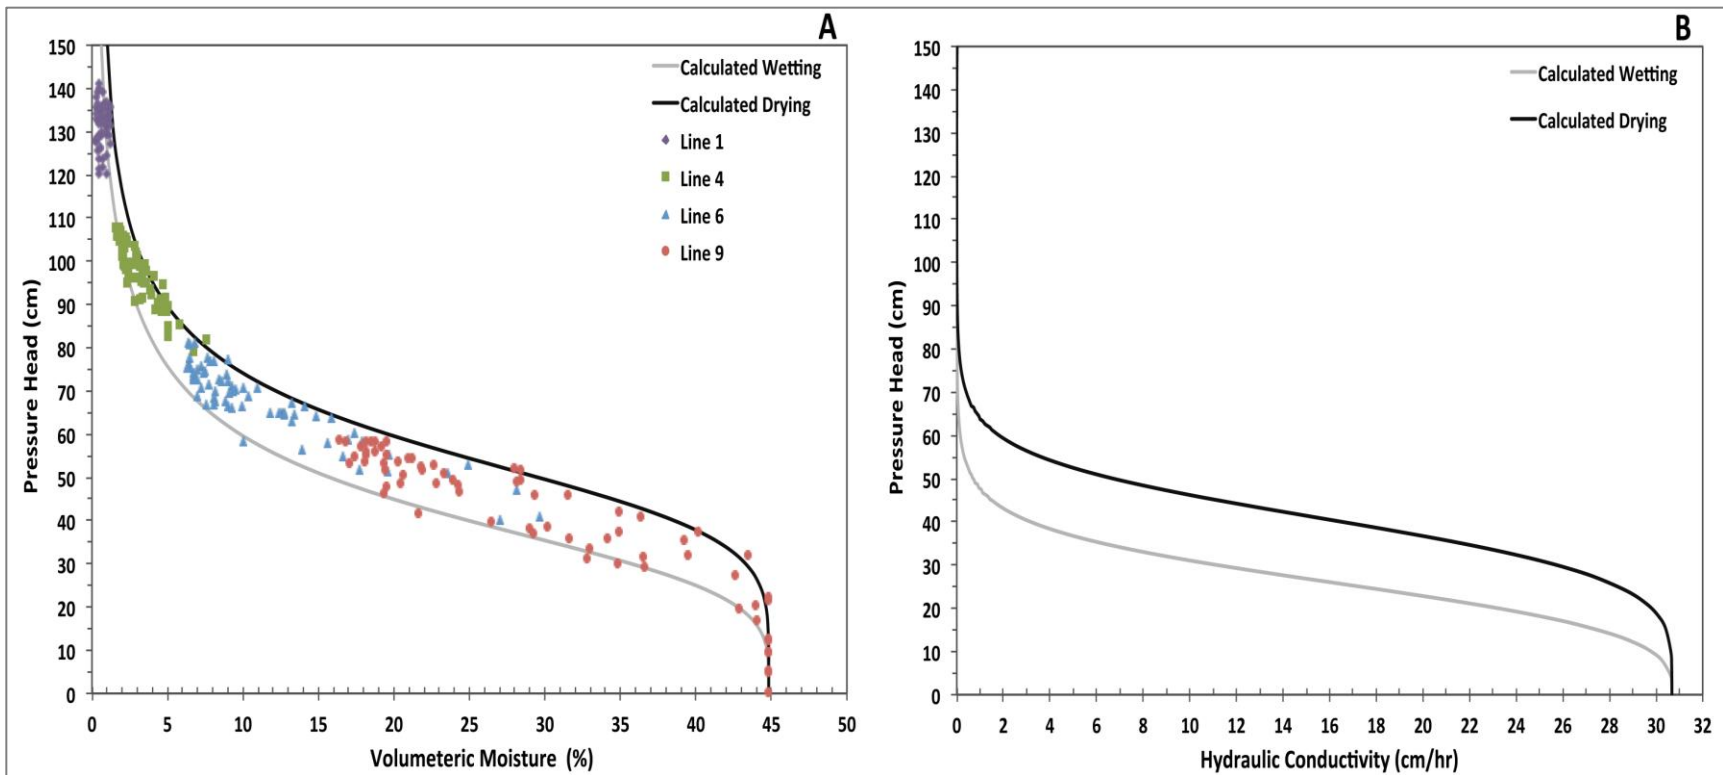 A
150
140
130
120
110
100
90
80
70
60
50
40
30
20
10
0
Pressure Head (cm)
Calculated Wetting
Calculated Drying
Line 1
Line 4
Line 6
Line 9
0 5 10 15 20 25 30 35 40 45 50
Volumeteric Moisture (%)
B
150
140
130
120
110
100
90
80
70
60
50
40
30
20
10
0
Pressure Head (cm)
Calculated Wetting
Calculated Drying
0 2 4 6 8 10 12 14 16 18 20 22 24 26 28 30 32
Hydraulic Conductivity (cm/hr)